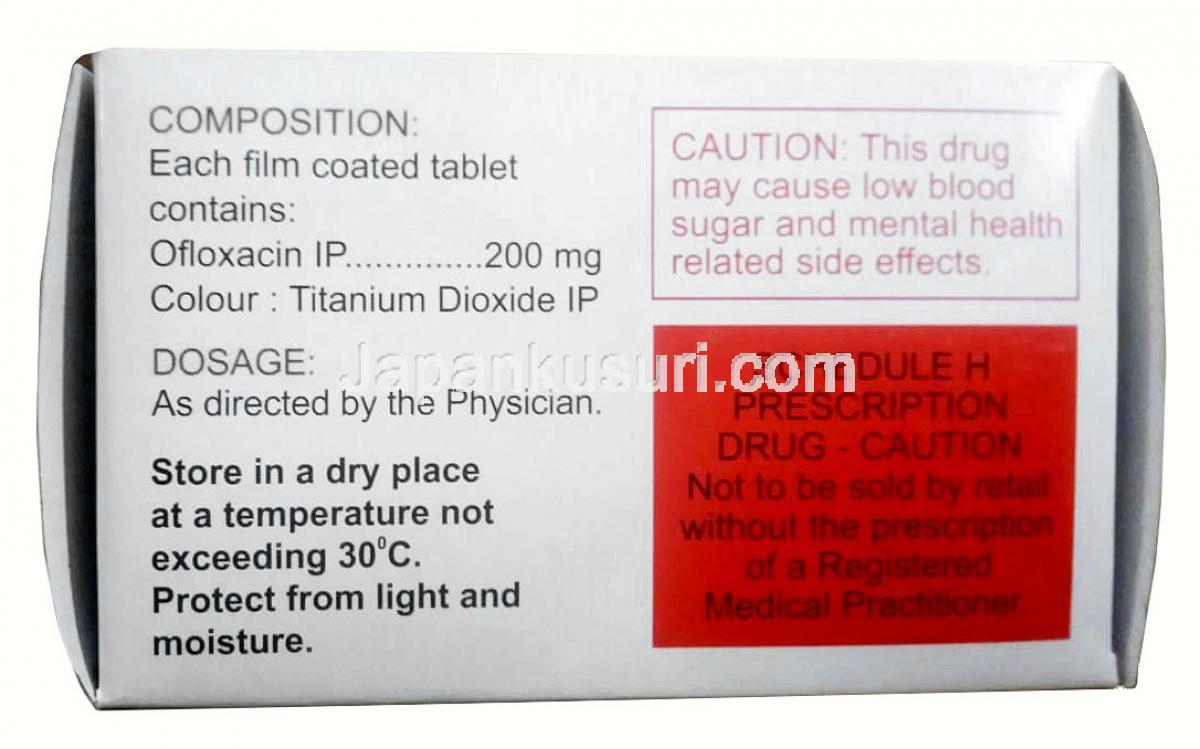 COMPOSITION:
Each film coated tablet
contains:
Ofloxacin IP..............200 mg
Colour : Titanium Dioxide IP
DOSAGE:
As directed by the Physician.
Store in a dry place
at a temperature not
exceeding 30⁰C.
Protect from light and
moisture.
CAUTION: This drug
may cause low blood
sugar and mental health
related side effects.
SCHEDULE H
PRESCRIPTION
DRUG - CAUTION
Not to be sold by retail
without the prescription
of a Registered
Medical Practitioner.
Japankusuri.com